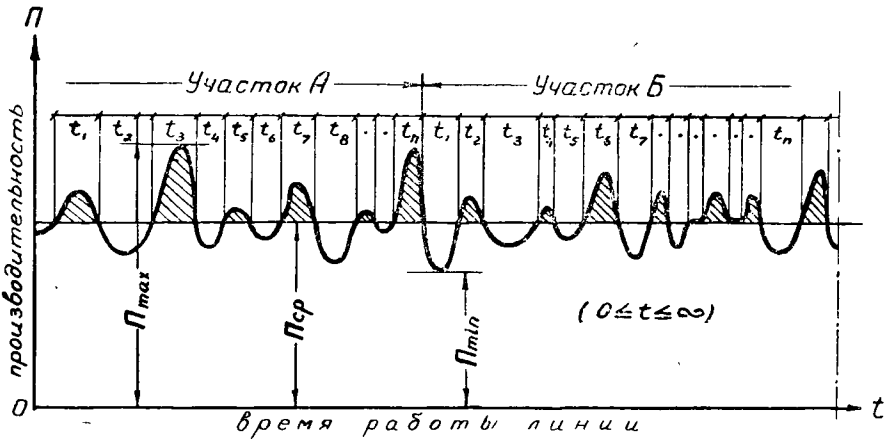 П
Участок А Участок Б
t₁ t₂ t₃ t₄ t₅ t₆ t₇ t₈ . . tₙ t₁ t₂ t₃ t₄ t₅ t₆ t₇ . . . . . . tₙ
производительность
Пmax
Пср
Пmin
(0≤t≤∞)
0
t
время работы линии